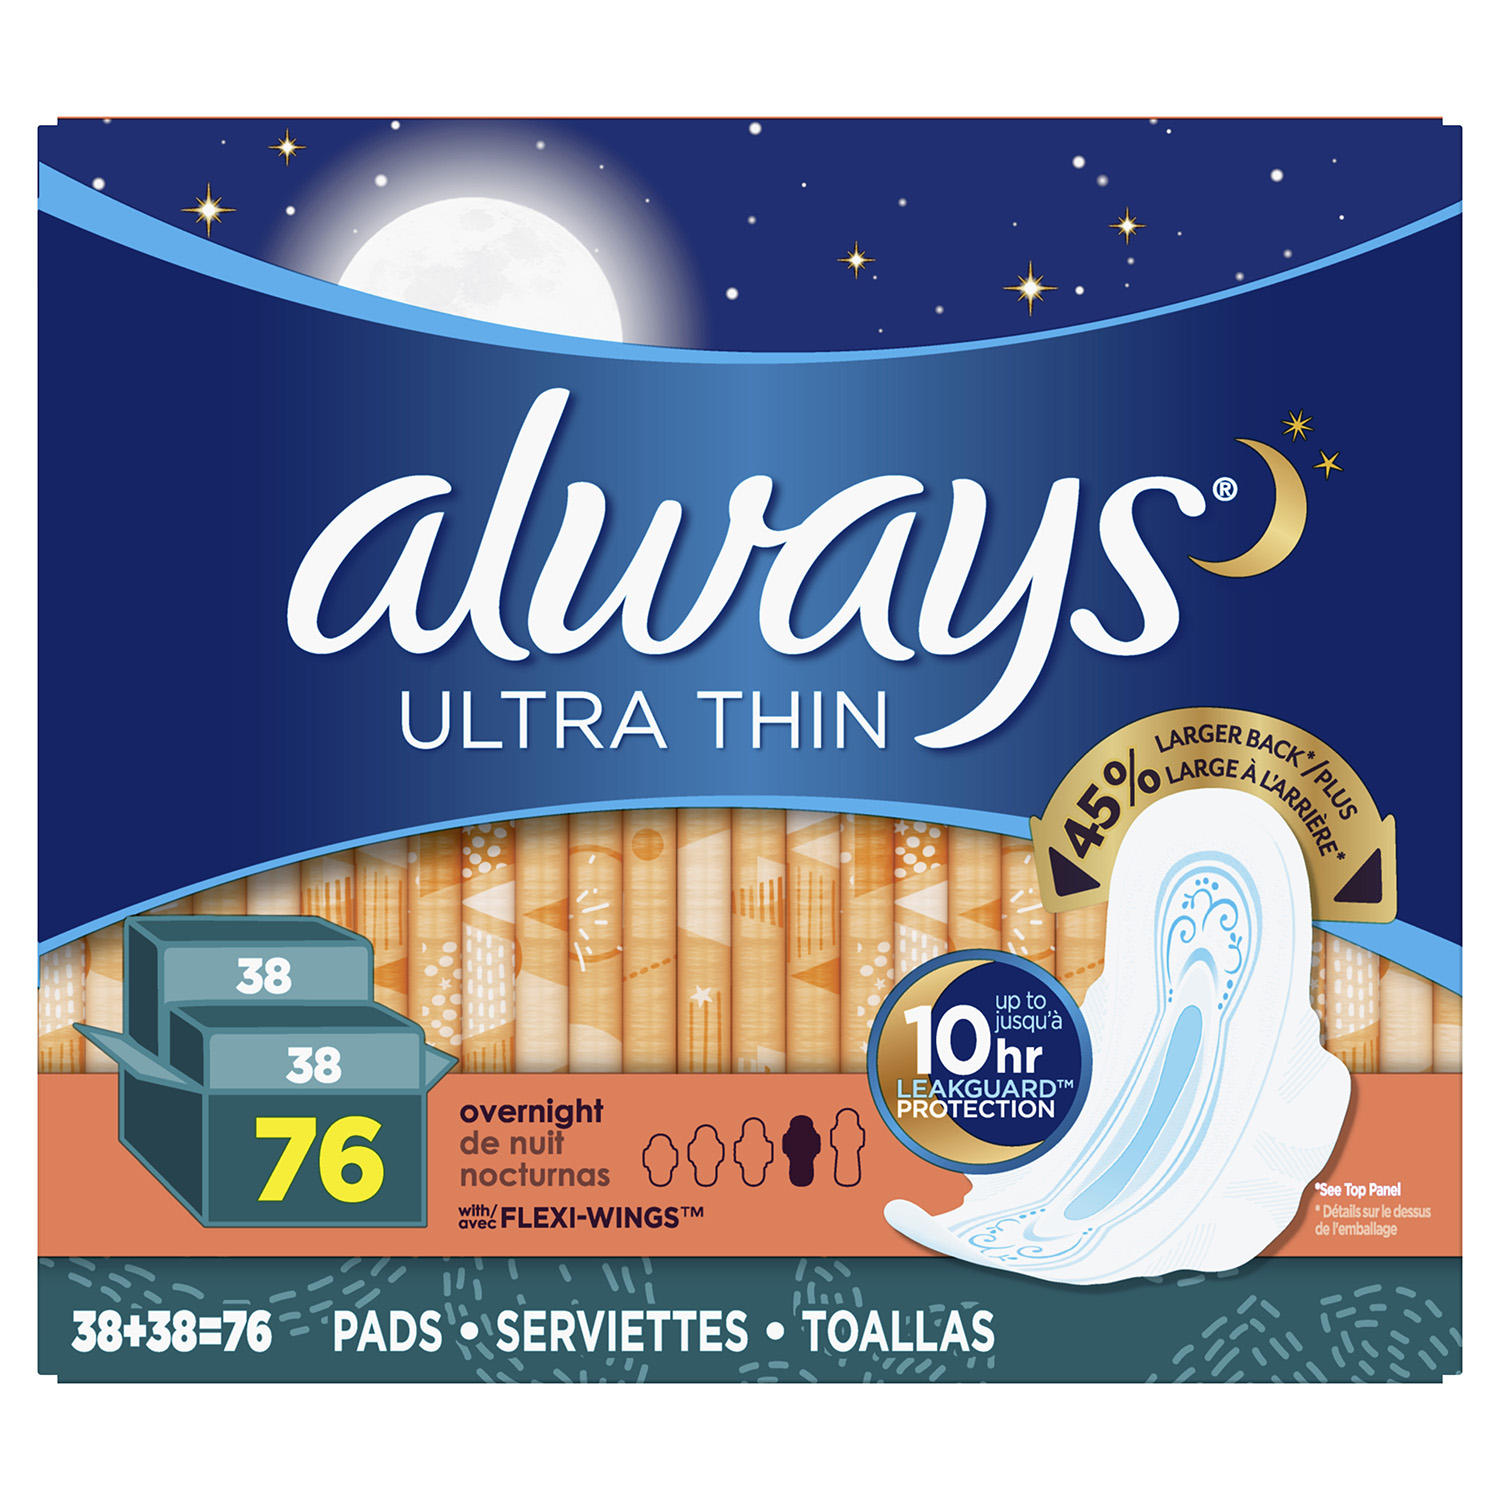 always®
ULTRA THIN
45% LARGER BACK*/PLUS
LARGE À L'ARRIÈRE*
38
38
76
overnight
de nuit
nocturnas
with/
avec FLEXI-WINGS™
up to
jusqu'à
10 hr
LEAKGUARD™
PROTECTION
*See Top Panel
* Détails sur le dessus
de l'emballage
38+38=76 PADS • SERVIETTES • TOALLAS